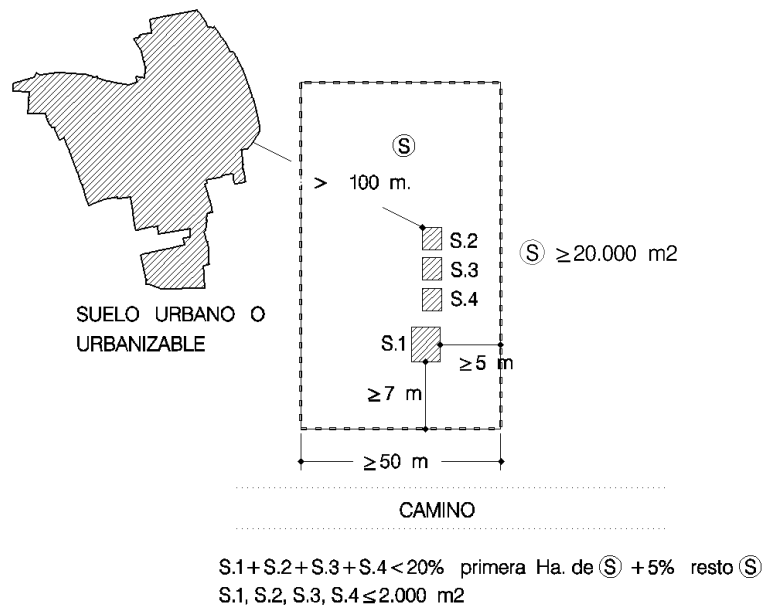 Ⓢ
> 100 m.
S.2
S.3
S.4
Ⓢ ≥20.000 m2
SUELO URBANO O
URBANIZABLE
S.1
≥5 m
≥7 m
≥50 m
CAMINO
S.1+S.2+S.3+S.4<20% primera Ha. de Ⓢ +5% resto Ⓢ
S.1, S.2, S.3, S.4≤2.000 m2